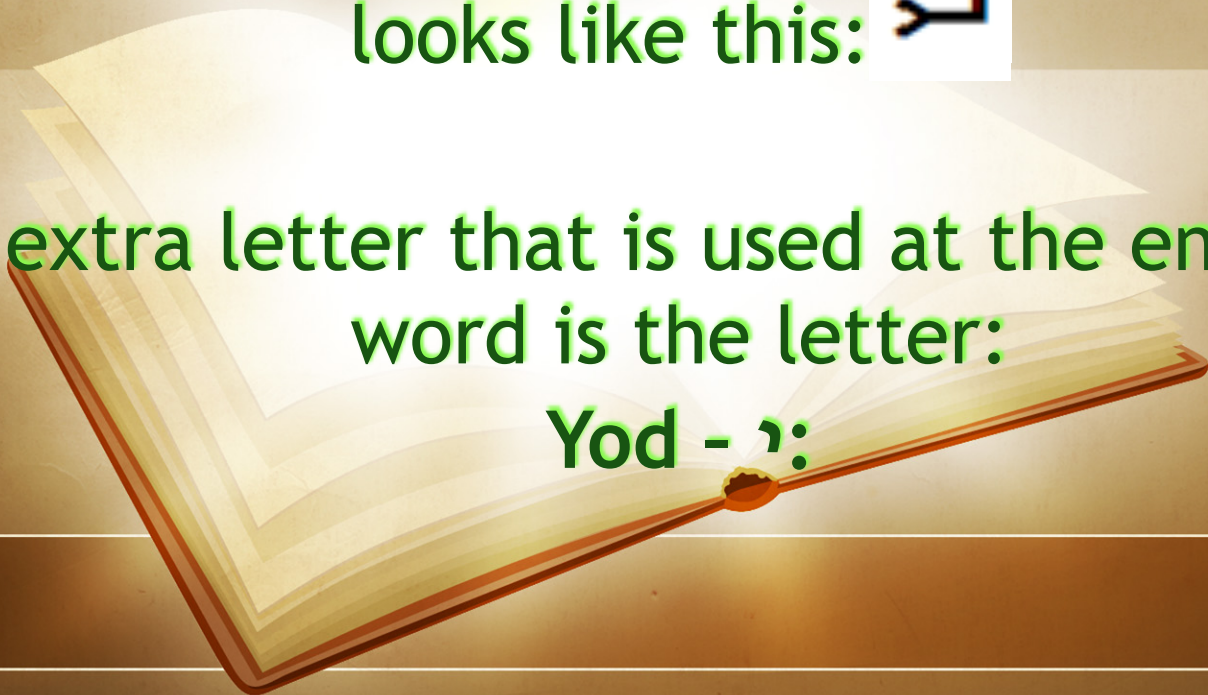 looks like this:
extra letter that is used at the en
word is the letter:
Yod – י: